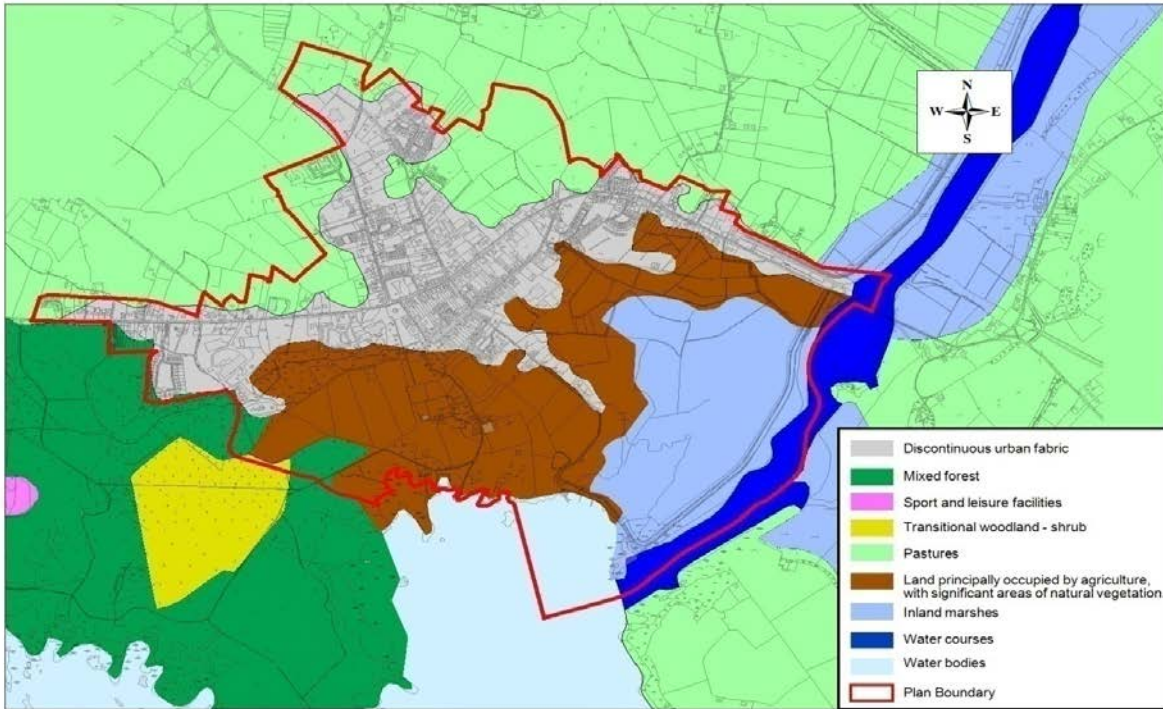 N
W E
S
Discontinuous urban fabric
Mixed forest
Sport and leisure facilities
Transitional woodland - shrub
Pastures
Land principally occupied by agriculture,
with significant areas of natural vegetation.
Inland marshes
Water courses
Water bodies
Plan Boundary